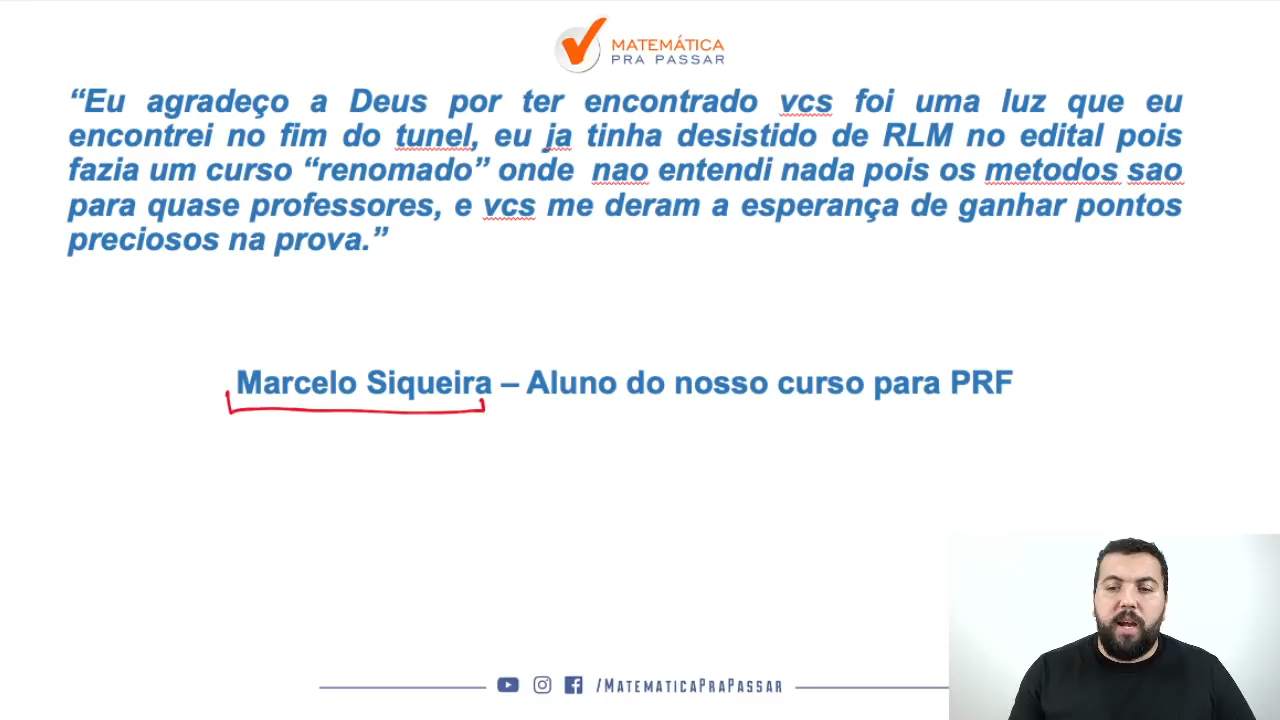 MATEMÁTICA
PRA PASSAR
“Eu agradeço a Deus por ter encontrado vcs foi uma luz que eu
encontrei no fim do tunel, eu ja tinha desistido de RLM no edital pois
fazia um curso “renomado” onde nao entendi nada pois os metodos sao
para quase professores, e vcs me deram a esperança de ganhar pontos
preciosos na prova.”
Marcelo Siqueira – Aluno do nosso curso para PRF
/MATEMATICAPRAPASSAR